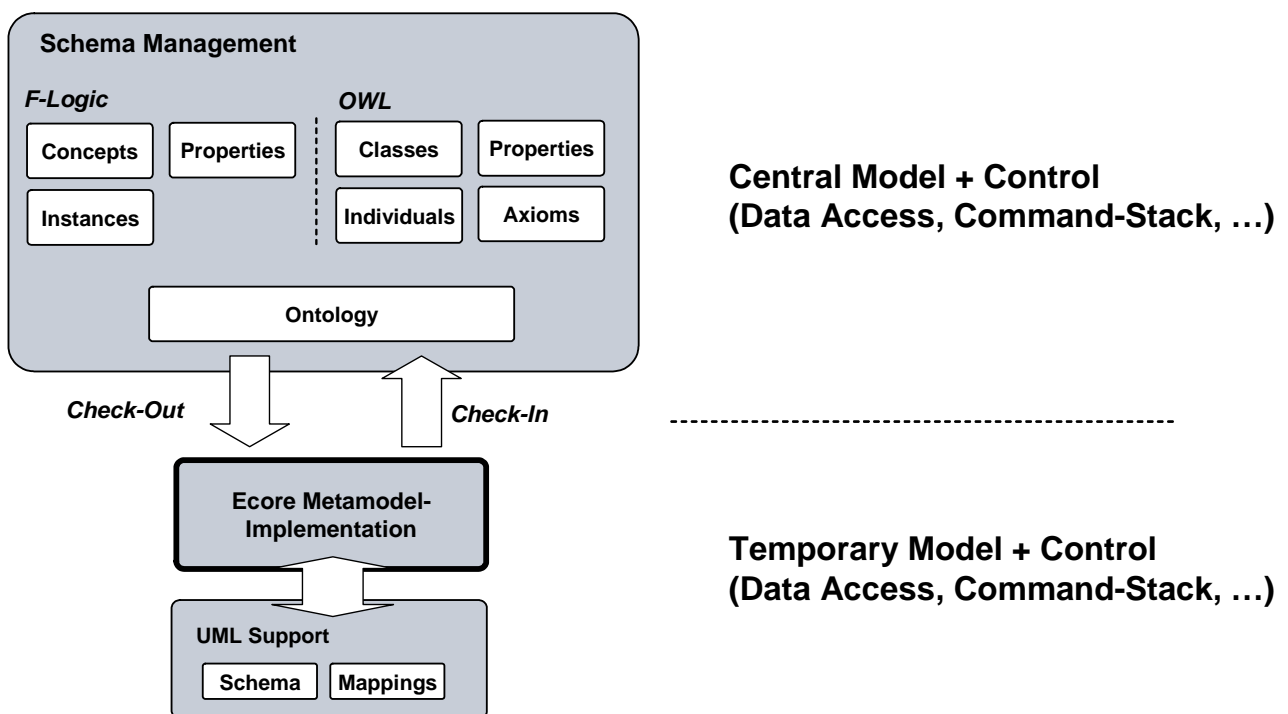 Schema Management
F-Logic
OWL
Concepts
Properties
Classes
Properties
Instances
Individuals
Axioms
Ontology
Central Model + Control
(Data Access, Command-Stack, …)
Check-Out
Check-In
Ecore Metamodel-
Implementation
Temporary Model + Control
(Data Access, Command-Stack, …)
UML Support
Schema
Mappings